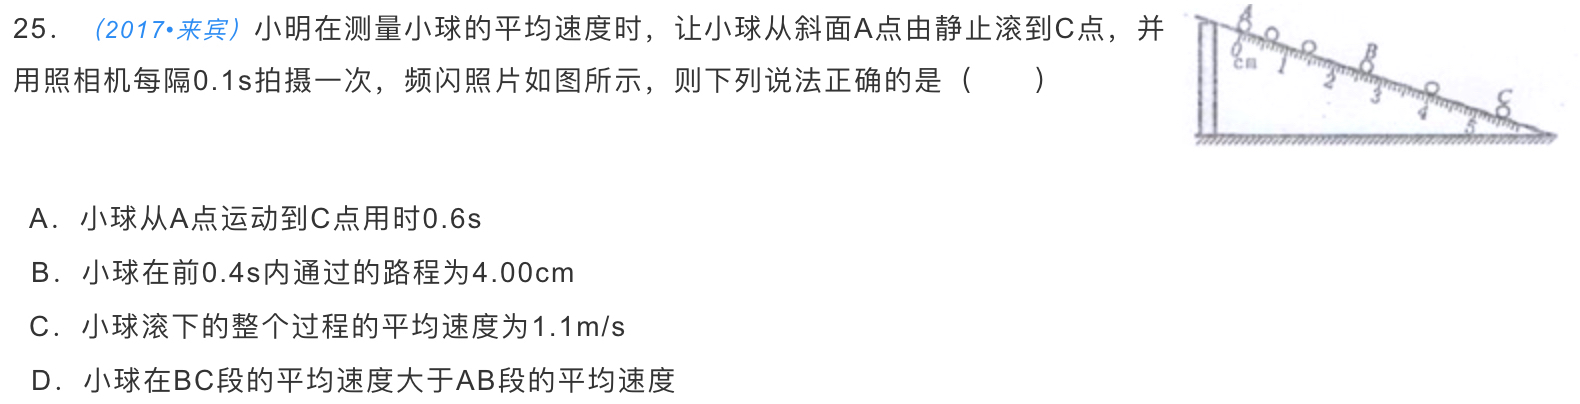 25. （2017•来宾）小明在测量小球的平均速度时，让小球从斜面A点由静止滚到C点，并
用照相机每隔0.1s拍摄一次，频闪照片如图所示，则下列说法正确的是（　　）
A
B
C
0
cm
1
2
3
4
5
A. 小球从A点运动到C点用时0.6s
B. 小球在前0.4s内通过的路程为4.00cm
C. 小球滚下的整个过程的平均速度为1.1m/s
D. 小球在BC段的平均速度大于AB段的平均速度